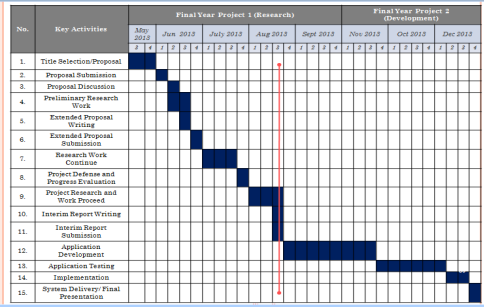 No.
Key Activities
Final Year Project 1 (Research)
Final Year Project 2
(Development)
May
2013
Jun 2013
July 2013
Aug 2013
Sept 2013
Nov 2013
Oct 2013
Dec 2013
3 4 1 2 3 4 1 2 3 4 1 2 3 4 1 2 3 4 1 2 3 4 1 2 3 4 1 2 3 4
1. Title Selection/Proposal
2. Proposal Submission
3. Proposal Discussion
4. Preliminary Research
Work
5. Extended Proposal
Writing
6. Extended Proposal
Submission
7. Research Work
Continue
8. Project Defense and
Progress Evaluation
9. Project Research and
Work Proceed
10. Interim Report Writing
11. Interim Report
Submission
12. Application
Development
13. Application Testing
14. Implementation
15. System Delivery/ Final
Presentation